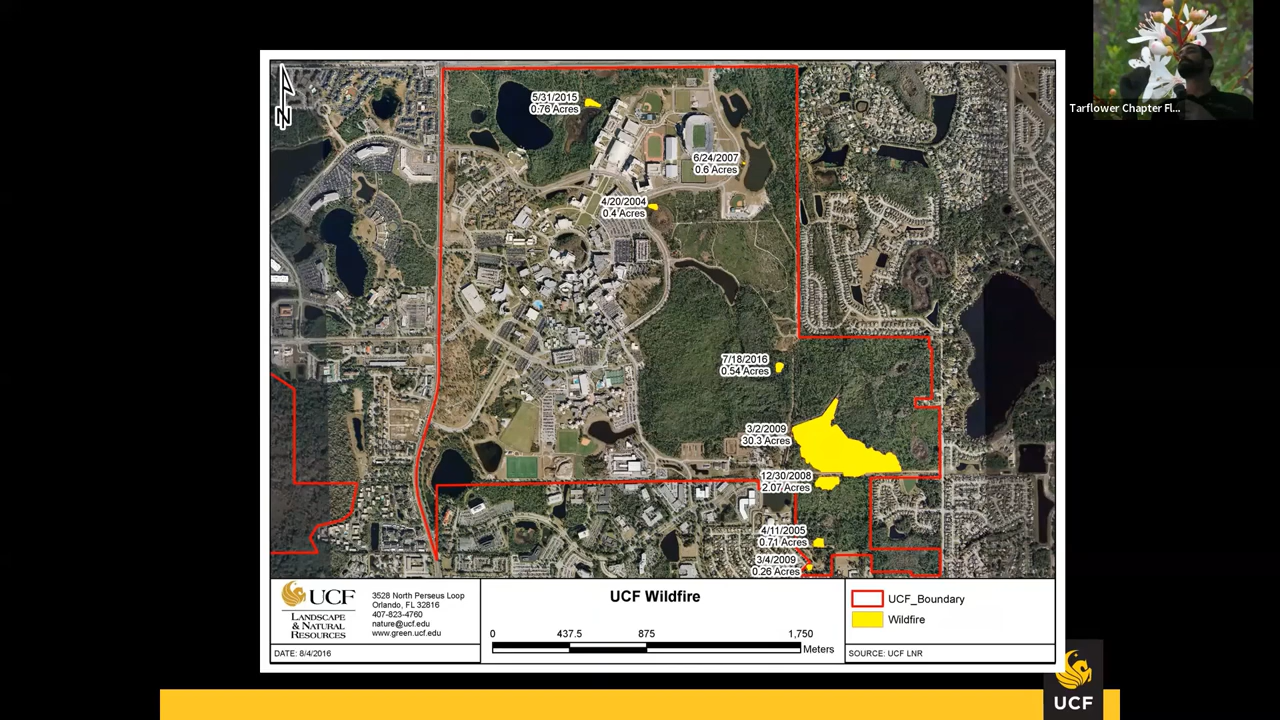 Tarflower Chapter Fl...
5/31/2015
0.76 Acres
6/24/2007
0.6 Acres
4/20/2004
0.4 Acres
7/18/2016
0.54 Acres
3/2/2009
30.3 Acres
12/30/2008
2.07 Acres
4/11/2005
0.71 Acres
3/4/2009
0.26 Acres
N
UCF
LANDSCAPE
& NATURAL
RESOURCES
3528 North Perseus Loop
Orlando, FL 32816
407-823-4760
nature@ucf.edu
www.green.ucf.edu
DATE: 8/4/2016
UCF Wildfire
0 437.5 875 1,750
Meters
UCF_Boundary
Wildfire
SOURCE: UCF LNR
UCF